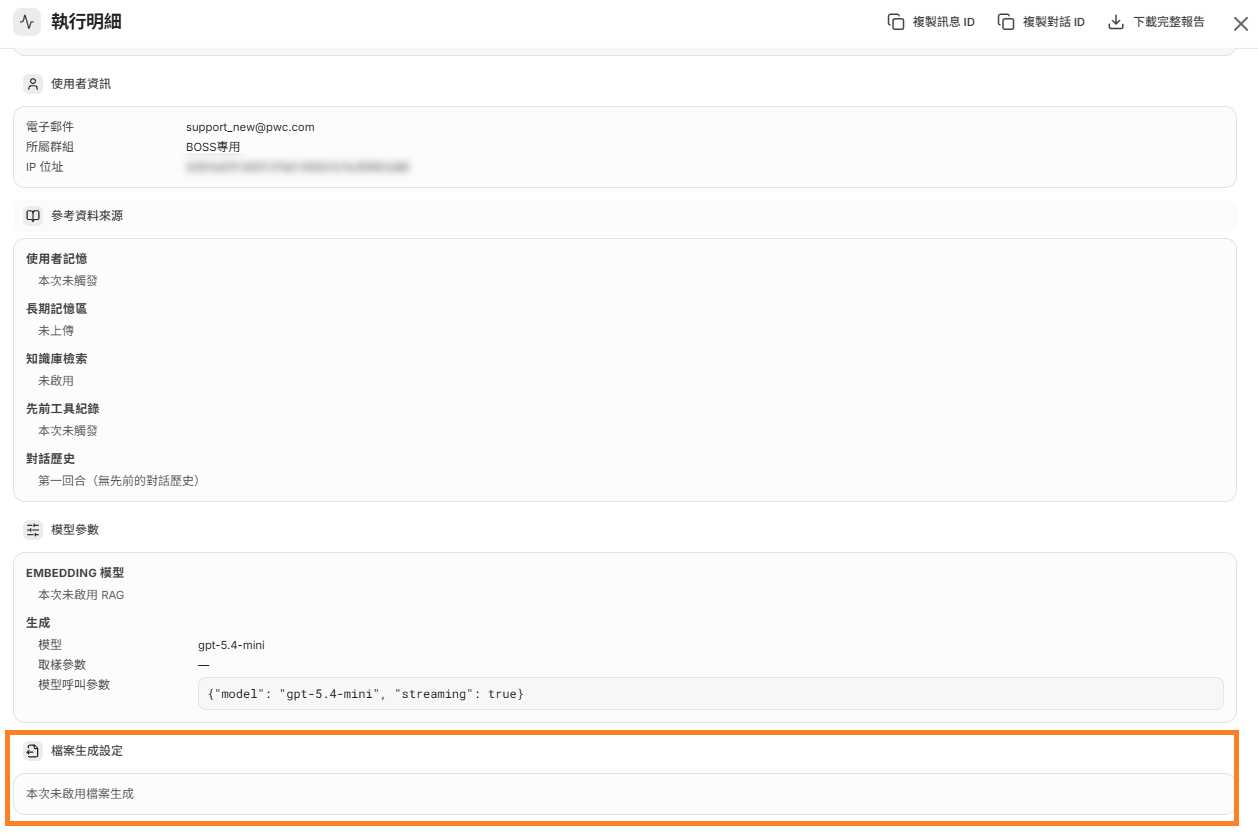 執行明細
複製訊息 ID
複製對話 ID
下載完整報告
使用者資訊
電子郵件 support_new@pwc.com
所屬群組 BOSS專用
IP 位址
參考資料來源
使用者記憶
本次未觸發
長期記憶區
未上傳
知識庫檢索
未啟用
先前工具紀錄
本次未觸發
對話歷史
第一回合（無先前的對話歷史）
模型參數
EMBEDDING 模型
本次未啟用 RAG
生成
模型 gpt-5.4-mini
取樣參數 —
模型呼叫參數 {"model": "gpt-5.4-mini", "streaming": true}
檔案生成設定
本次未啟用檔案生成